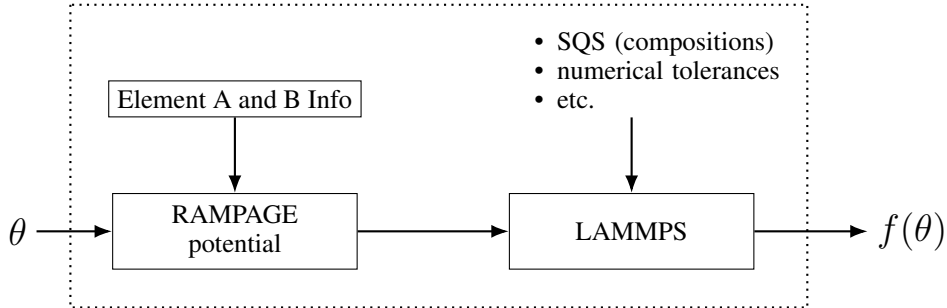 • SQS (compositions)
• numerical tolerances
• etc.
Element A and B Info
θ
RAMPAGE
potential
LAMMPS
f(θ)